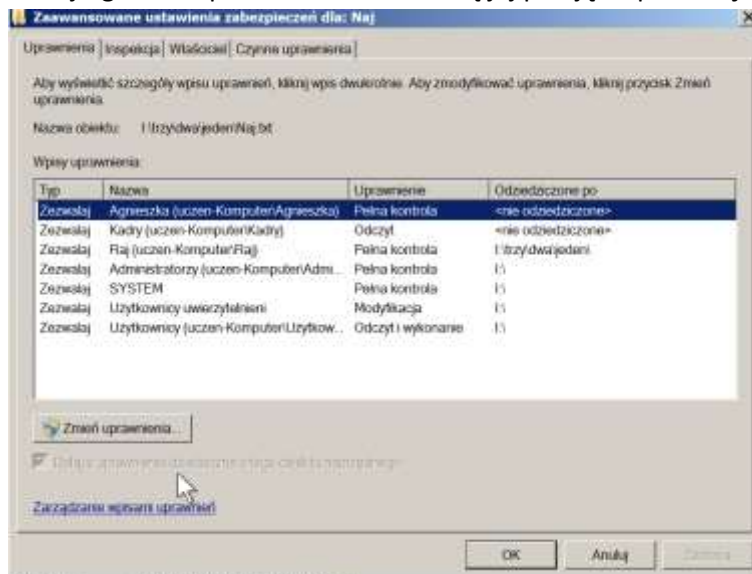 Zaawansowane ustawienia zabezpieczeń dla: Naj
Uprawnienia Inspekcja Właściciel Czynne uprawnienia
Aby wyświetlić szczegóły wpisu uprawnień, kliknij wpis dwukrotnie. Aby zmodyfikować uprawnienia, kliknij przycisk Zmień
uprawnienia.
Nazwa obiektu: I:\trzy\dwa\jeden\Naj.txt
Wpisy uprawnienia:
Typ Nazwa Uprawnienie Odziedziczone po
Zezwalaj Agnieszka (uczen-Komputer\Agnieszka) Pełna kontrola <nie odziedziczone>
Zezwalaj Kadry (uczen-Komputer\Kadry) Odczyt <nie odziedziczone>
Zezwalaj Raj (uczen-Komputer\Raj) Pełna kontrola I:\trzy\dwa\jeden\
Zezwalaj Administratorzy (uczen-Komputer\Admi... Pełna kontrola I:\
Zezwalaj SYSTEM Pełna kontrola I:\
Zezwalaj Użytkownicy uwierzytelnieni Modyfikacja I:\
Zezwalaj Użytkownicy (uczen-Komputer\Użytkow... Odczyt i wykonanie I:\
Zmień uprawnienia...
Zarządzanie wpisami uprawnień
OK Anuluj